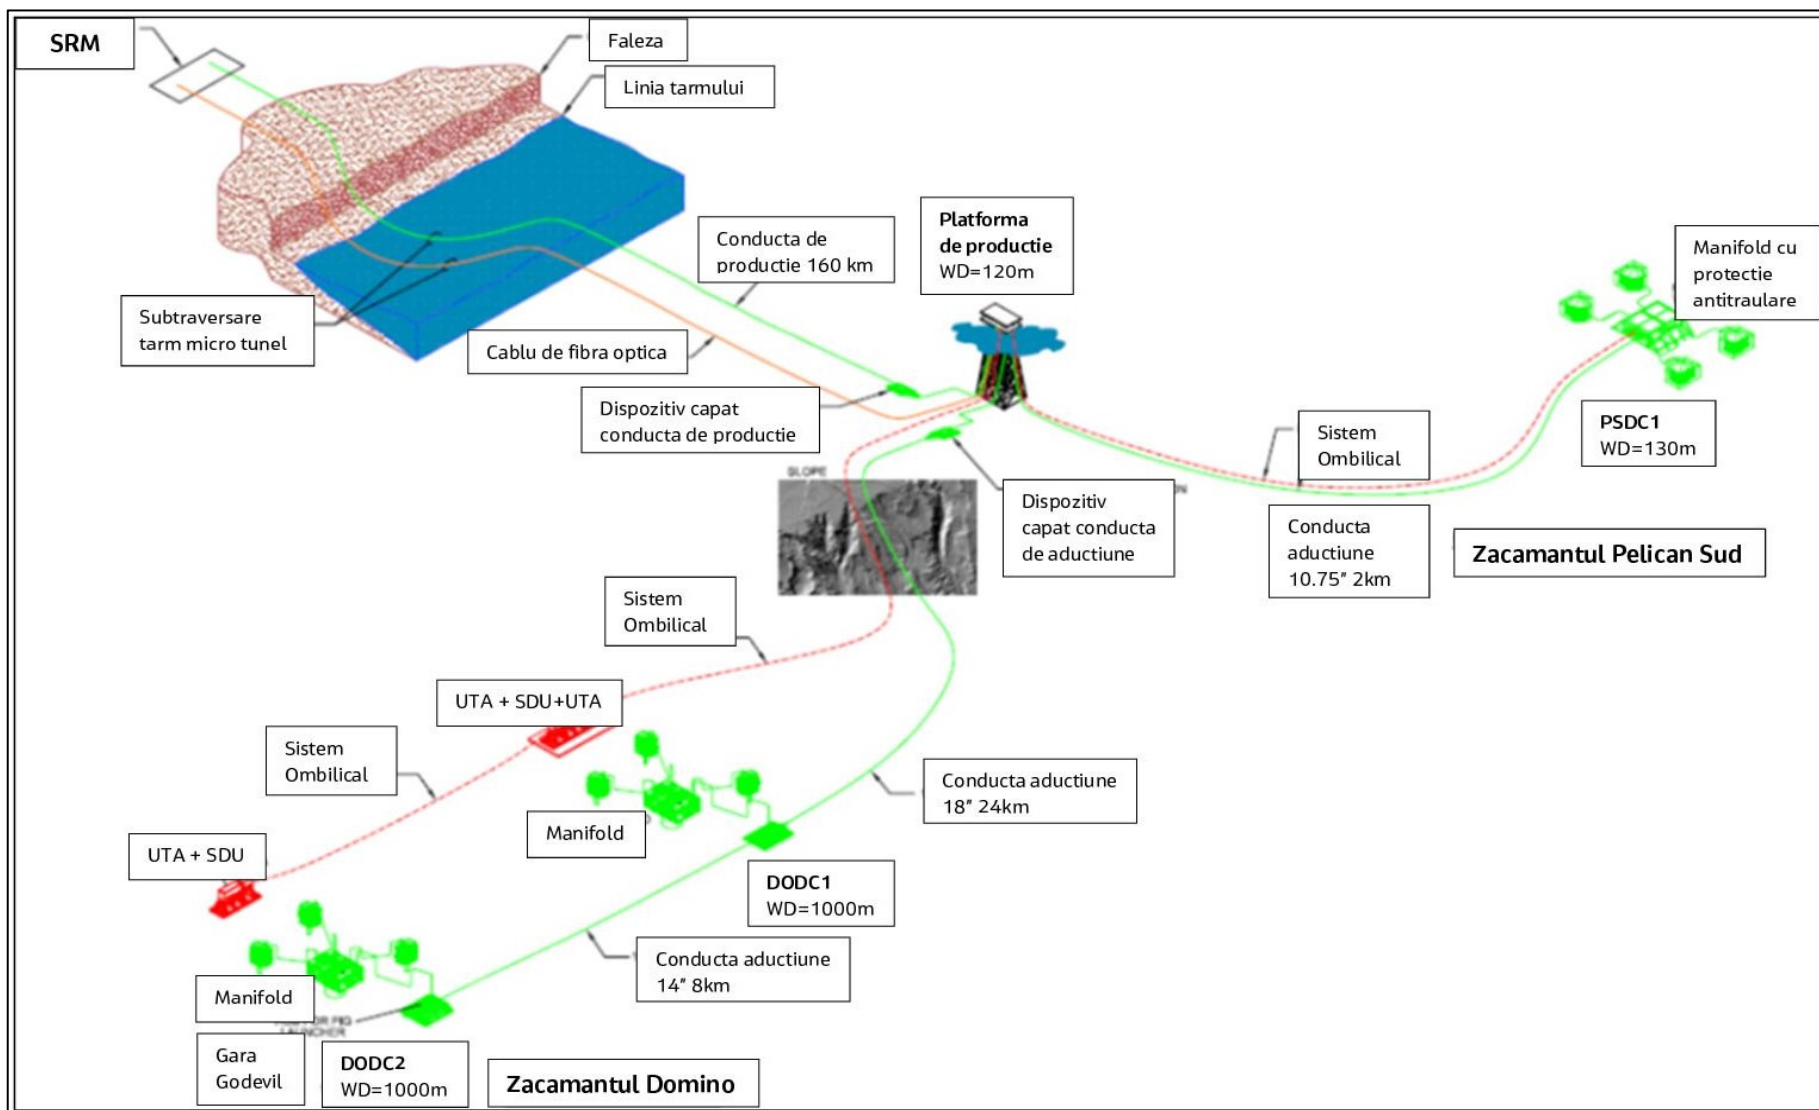 SRM
Faleza
Linia tarmului
Platforma
de productie
WD=120m
Conducta de
productie 160 km
Manifold cu
protectie
antitraulare
Subtraversare
tarm micro tunel
Cablu de fibra optica
Dispozitiv capat
conducta de productie
Sistem
Ombilical
PSDC1
WD=130m
SLOPE
Dispozitiv
capat conducta
de aductiune
Conducta
aductiune
10.75” 2km
Zacamantul Pelican Sud
Sistem
Ombilical
UTA + SDU+UTA
Sistem
Ombilical
Conducta aductiune
18” 24km
Manifold
UTA + SDU
DODC1
WD=1000m
Conducta aductiune
14” 8km
Manifold
PIG
LAUNCHER
Gara
Godevil
DODC2
WD=1000m
Zacamantul Domino